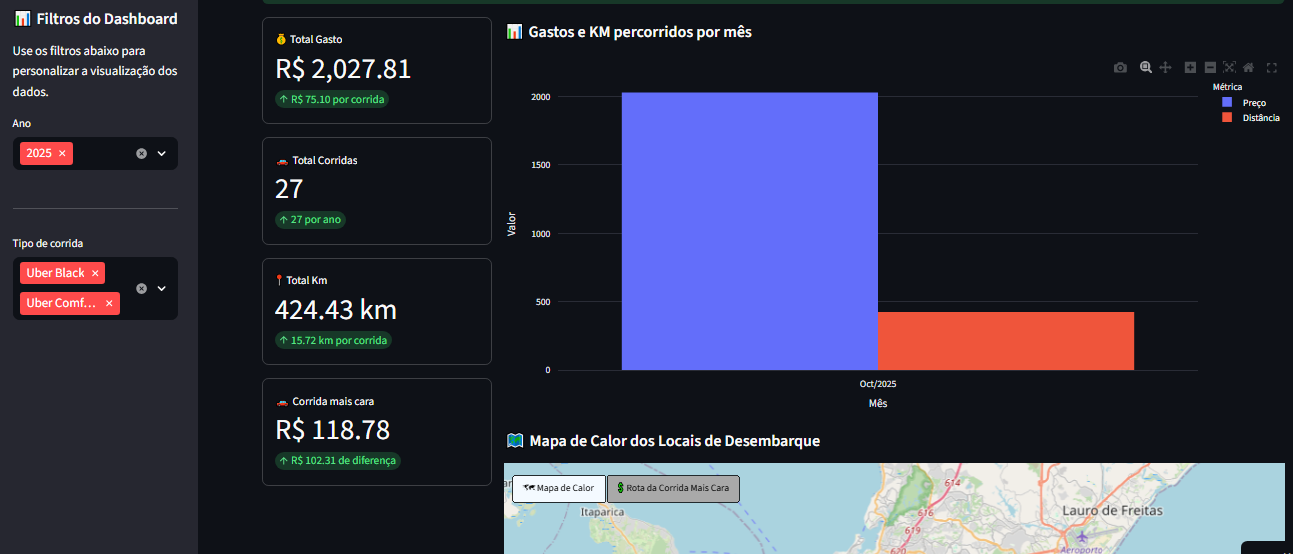 Filtros do Dashboard
Use os filtros abaixo para
personalizar a visualização dos
dados.
Ano
2025 ×
Tipo de corrida
Uber Black ×
Uber Comf... ×
Total Gasto
R$ 2,027.81
↑ R$ 75.10 por corrida
Total Corridas
27
↑ 27 por ano
Total Km
424.43 km
↑ 15.72 km por corrida
Corrida mais cara
R$ 118.78
↑ R$ 102.31 de diferença
Gastos e KM percorridos por mês
Métrica
Preço
Distância
2000
1500
1000
500
0
Valor
Oct/2025
Mês
Mapa de Calor dos Locais de Desembarque
Mapa de Calor
Rota da Corrida Mais Cara
Itaparica
614
616
619
620
Lauro de Freitas
Aeroporto